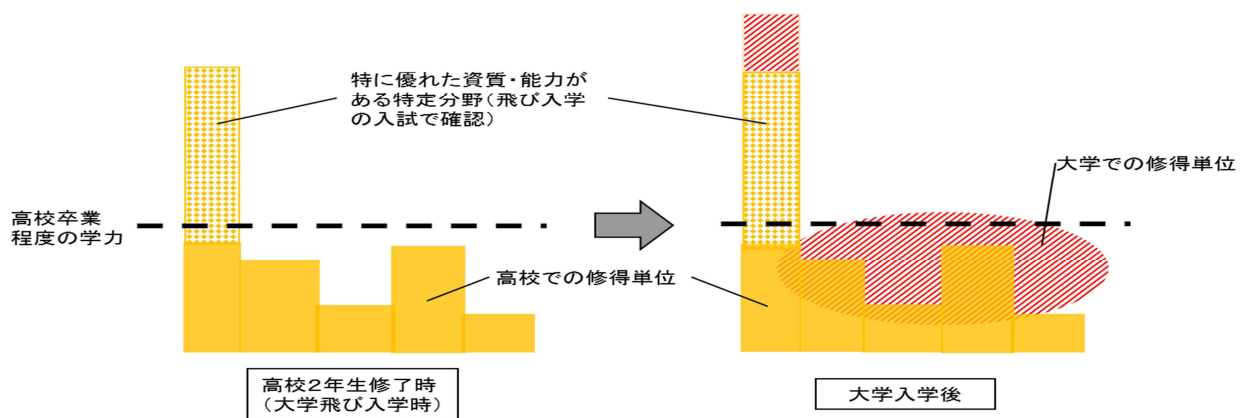 特に優れた資質・能力が
ある特定分野(飛び入学
の入試で確認)
大学での修得単位
高校卒業
程度の学力
高校での修得単位
高校2年生修了時
(大学飛び入学時)
大学入学後